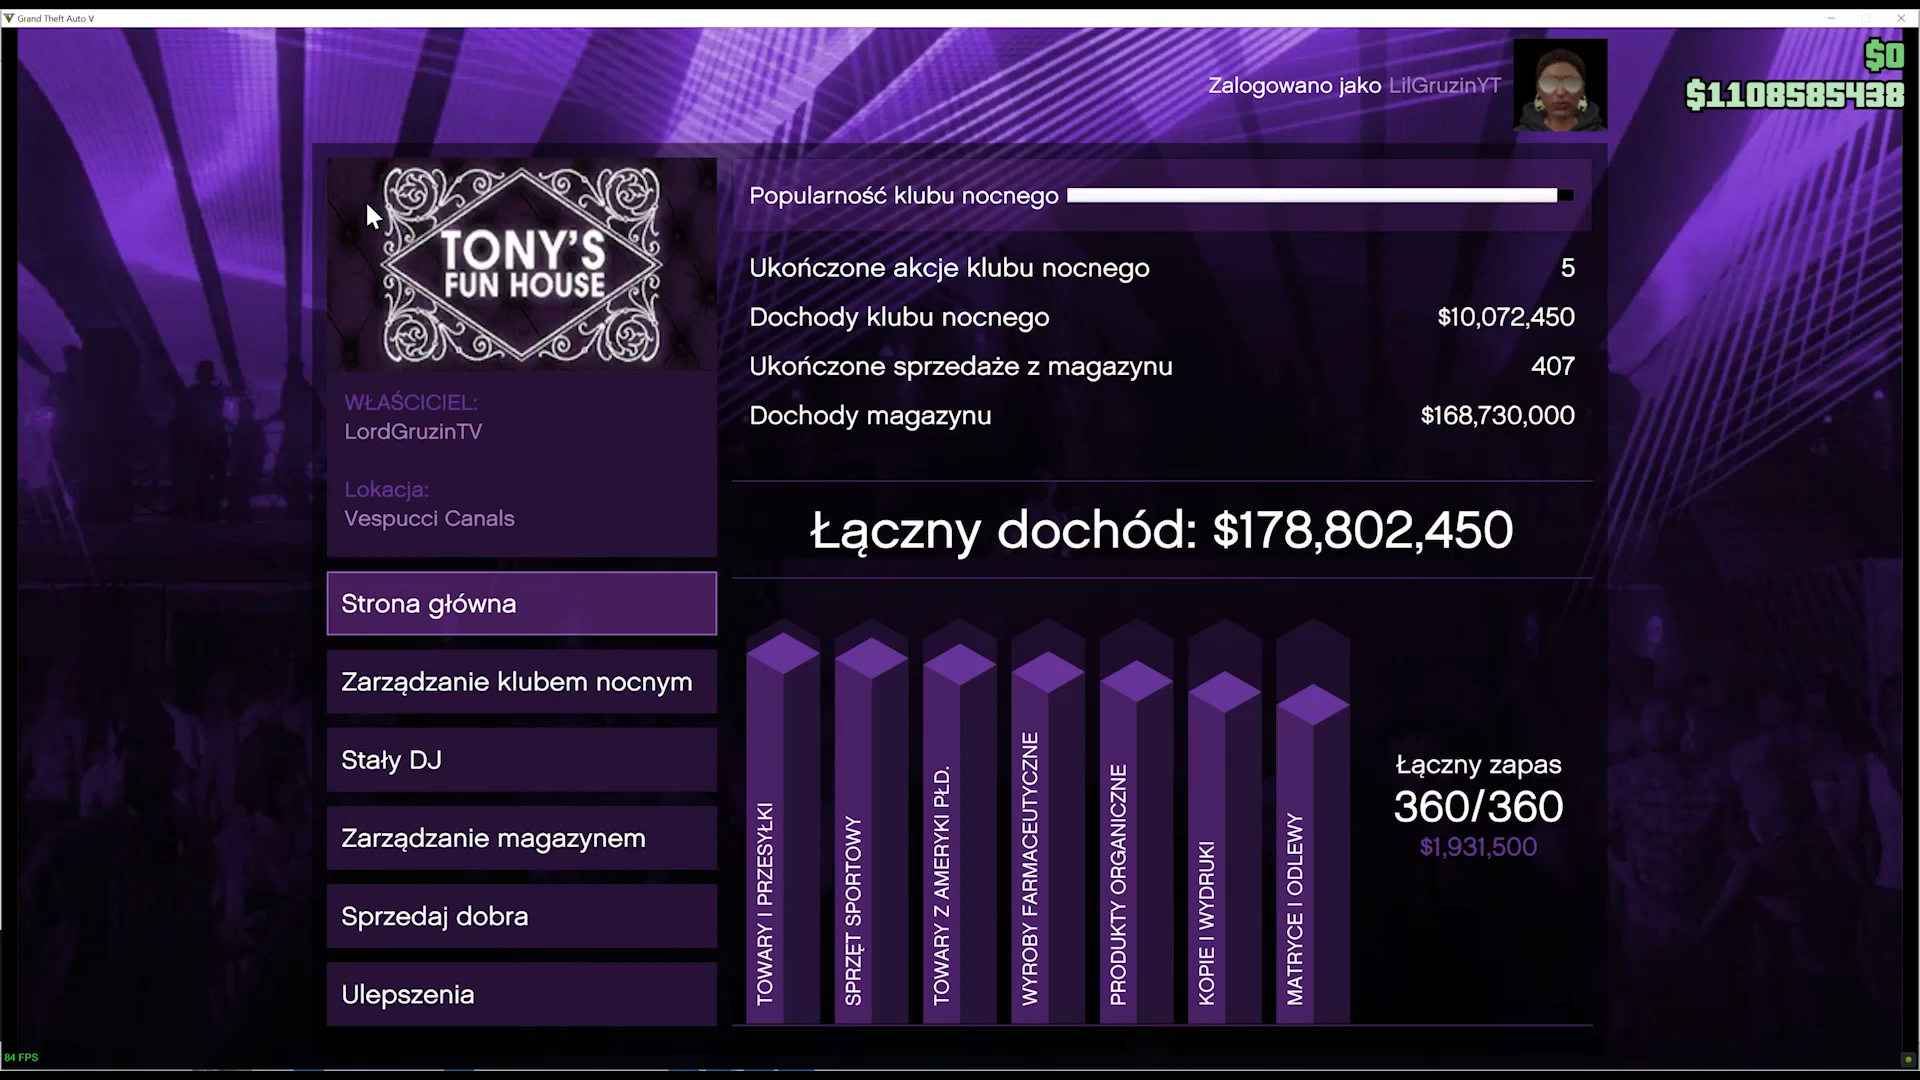 Grand Theft Auto V
$0
$1108585438
Zalogowano jako LilGruzinYT
TONY'S
FUN HOUSE
WŁAŚCICIEL:
LordGruzinTV
Lokacja:
Vespucci Canals
Strona główna
Zarządzanie klubem nocnym
Stały DJ
Zarządzanie magazynem
Sprzedaj dobra
Ulepszenia
Popularność klubu nocnego
Ukończone akcje klubu nocnego 5
Dochody klubu nocnego $10,072,450
Ukończone sprzedaże z magazynu 407
Dochody magazynu $168,730,000
Łączny dochód: $178,802,450
TOWARY I PRZESYŁKI
SPRZĘT SPORTOWY
TOWARY Z AMERYKI PŁD.
WYROBY FARMACEUTYCZNE
PRODUKTY ORGANICZNE
KOPIE I WYDRUKI
MATRYCE I ODLEWY
Łączny zapas
360/360
$1,931,500
84 FPS